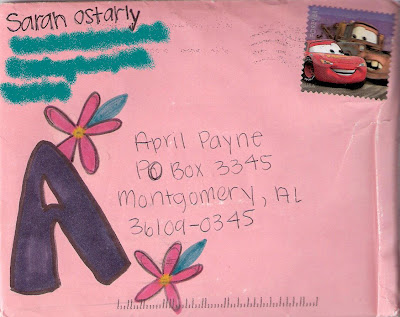 Sarah Ostarly
A
April Payne
PO Box 3345
Montgomery, AL
36109-0345